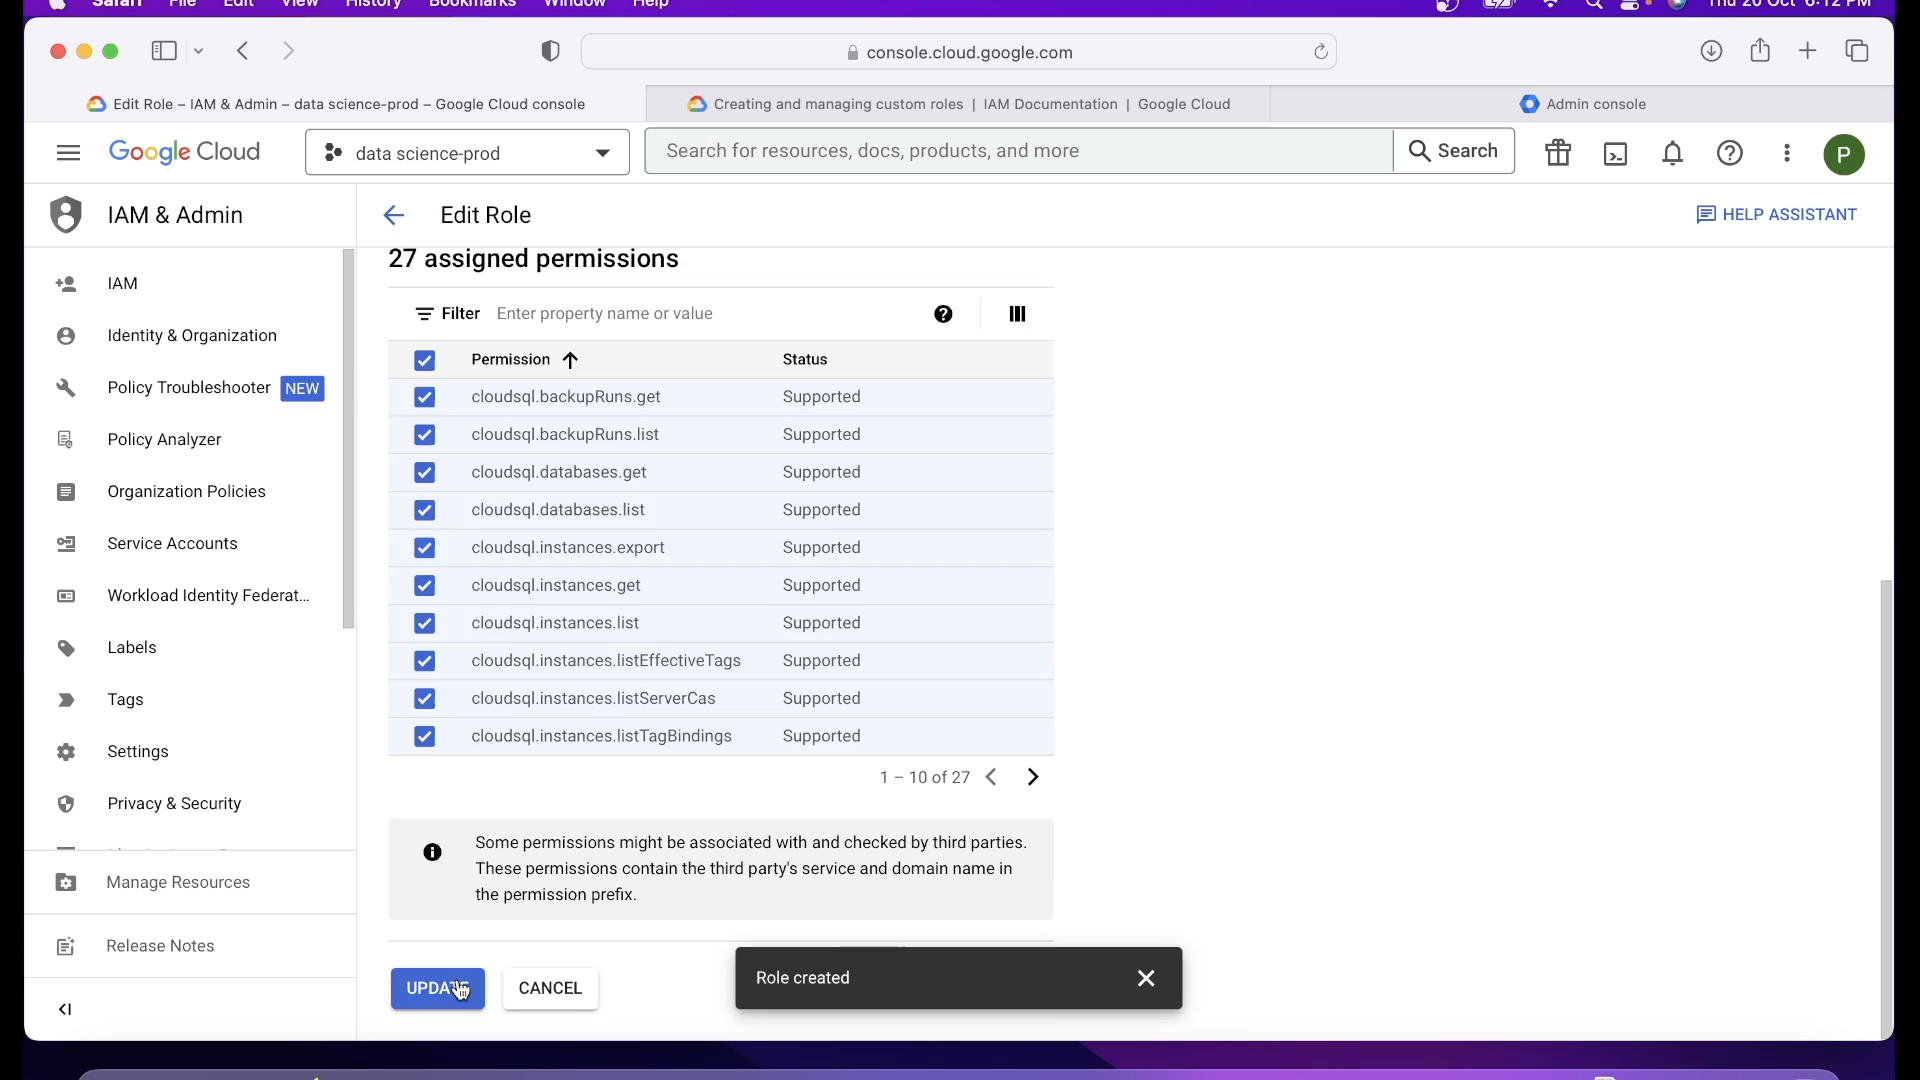 Safari File Edit View History Bookmarks Window Help Thu 20 Oct 6:12 PM
console.cloud.google.com
Edit Role – IAM & Admin – data science-prod – Google Cloud console
Creating and managing custom roles | IAM Documentation | Google Cloud
Admin console
Google Cloud
data science-prod
Search for resources, docs, products, and more
Search
P
IAM & Admin
Edit Role
HELP ASSISTANT
IAM
Identity & Organization
Policy Troubleshooter NEW
Policy Analyzer
Organization Policies
Service Accounts
Workload Identity Federat...
Labels
Tags
Settings
Privacy & Security
Manage Resources
Release Notes
27 assigned permissions
Filter Enter property name or value
Permission Status
cloudsql.backupRuns.get Supported
cloudsql.backupRuns.list Supported
cloudsql.databases.get Supported
cloudsql.databases.list Supported
cloudsql.instances.export Supported
cloudsql.instances.get Supported
cloudsql.instances.list Supported
cloudsql.instances.listEffectiveTags Supported
cloudsql.instances.listServerCas Supported
cloudsql.instances.listTagBindings Supported
1 – 10 of 27
Some permissions might be associated with and checked by third parties.
These permissions contain the third party's service and domain name in
the permission prefix.
UPDATE CANCEL
Role created